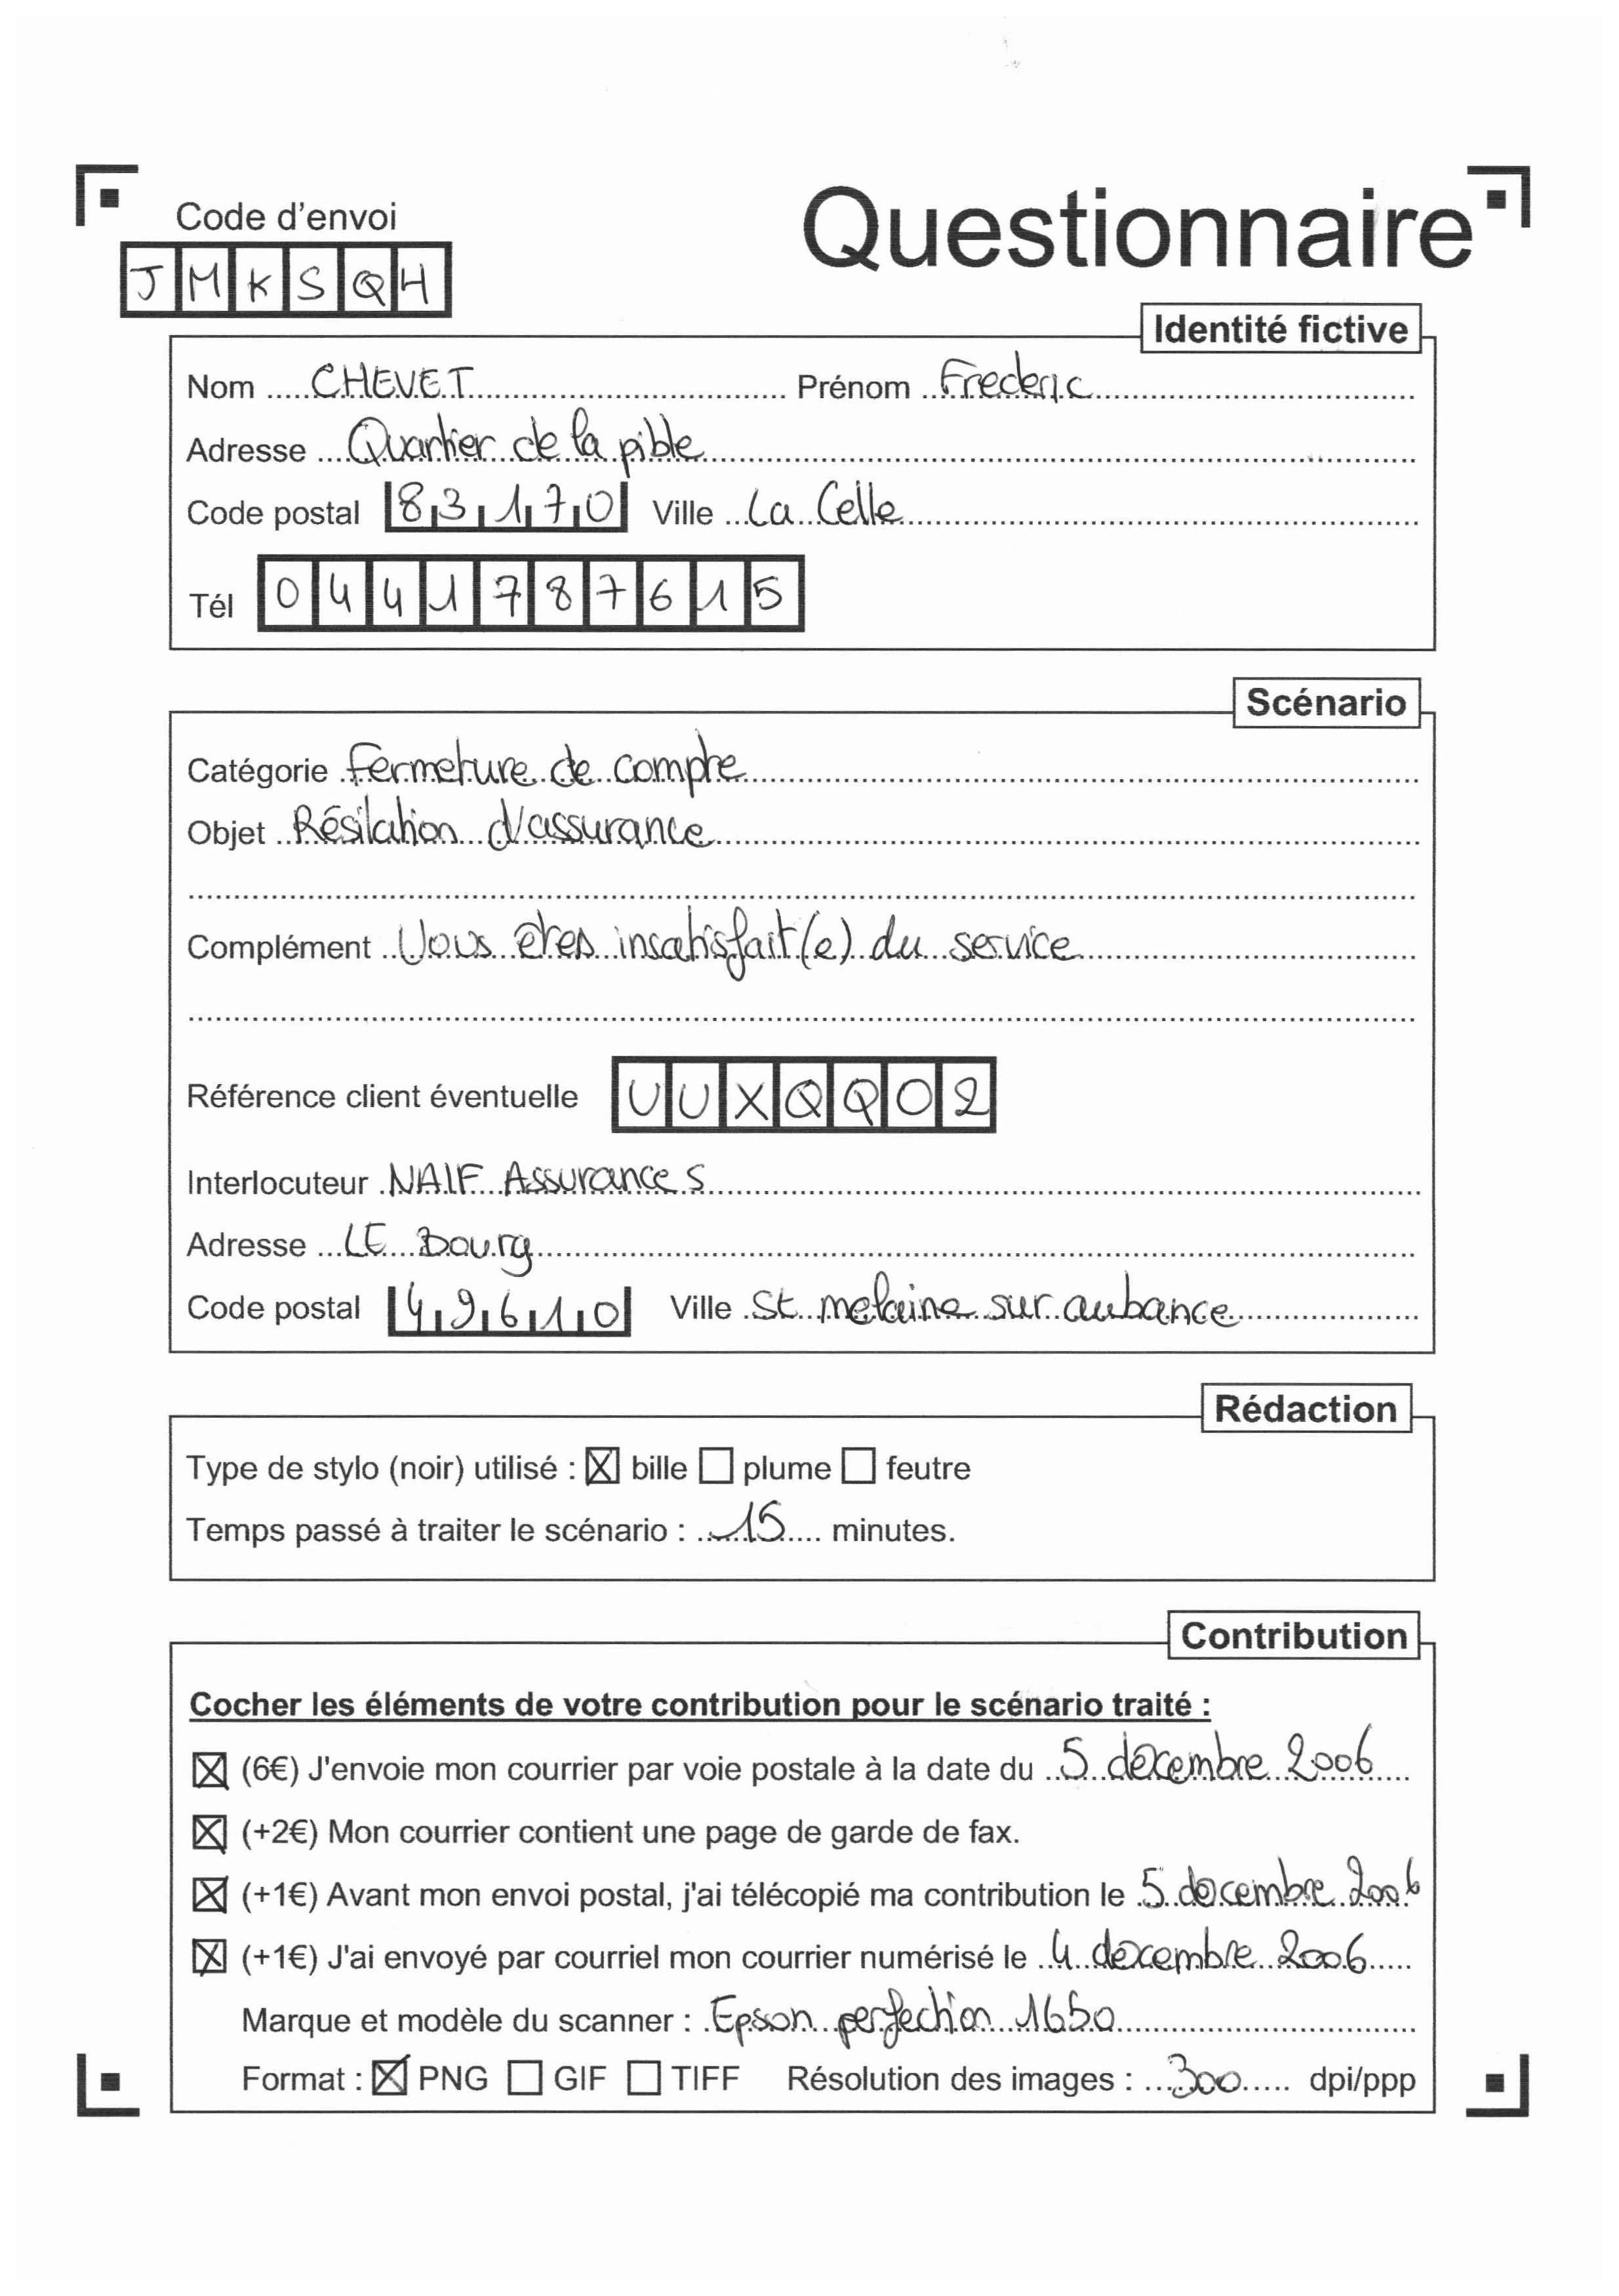 Code d'envoi
Questionnaire
JMKSQH
Identité fictive
Nom CHEVET Prénom Frederic
Adresse Quartier de la pible
Code postal 83170 Ville La Celle
Tél 0441787615
Scénario
Catégorie Fermeture de compte
Objet Résilation d'assurance
Complément Vous êtes insatisfait(e) du service
Référence client éventuelle UUXQQO2
Interlocuteur NAIF Assurances
Adresse LE Bourg
Code postal 49610 Ville St melaine sur aubance
Rédaction
Type de stylo (noir) utilisé : ☒ bille ☐ plume ☐ feutre
Temps passé à traiter le scénario : 15 minutes.
Contribution
Cocher les éléments de votre contribution pour le scénario traité :
☒ (6€) J'envoie mon courrier par voie postale à la date du 5 decembre 2006
☒ (+2€) Mon courrier contient une page de garde de fax.
☒ (+1€) Avant mon envoi postal, j'ai télécopié ma contribution le 5 decembre 2006
☒ (+1€) J'ai envoyé par courriel mon courrier numérisé le 4 decembre 2006
Marque et modèle du scanner : Epson perfection 1650
Format : ☒ PNG ☐ GIF ☐ TIFF Résolution des images : 300 dpi/ppp